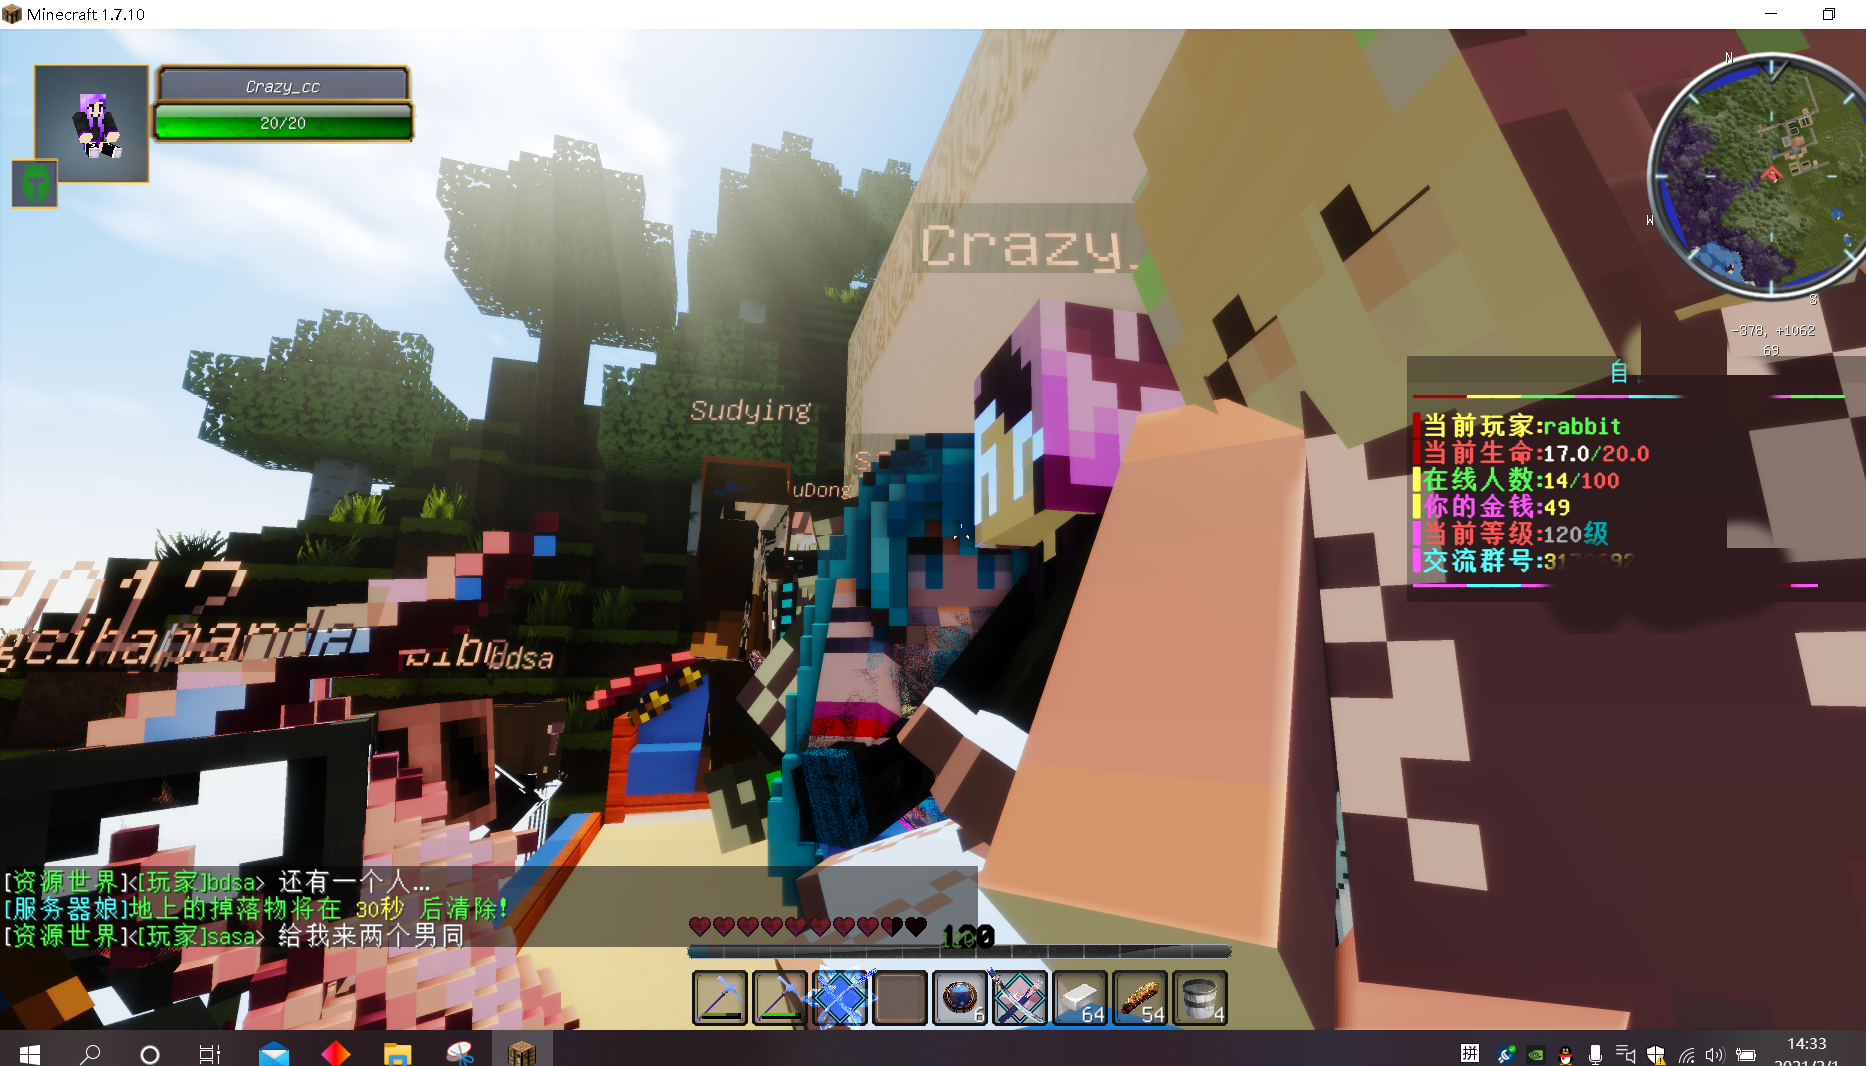 Minecraft 1.7.10
Crazy_cc
20/20
N
W
S
-378, +1062
69
Crazy_
Sudying
uDong
bdsa
自
当前玩家:rabbit
当前生命:17.0/20.0
在线人数:14/100
你的金钱:49
当前等级:120级
交流群号:
[资源世界]<[玩家]bdsa> 还有一个人...
[服务器娘]地上的掉落物将在 30秒 后清除!
[资源世界]<[玩家]sasa> 给我来两个男同
120
6
64
54
4
拼
14:33